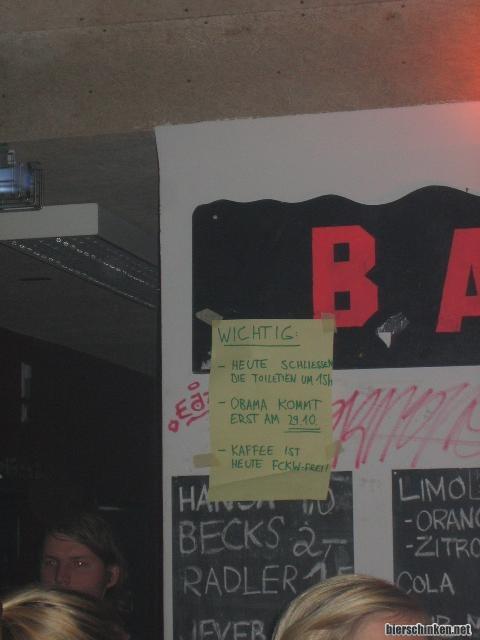 BA
WICHTIG:
- HEUTE SCHLIESSEN
DIE TOILETTEN UM 15h
- OBAMA KOMMT
ERST AM 29.10.
- KAFFEE IST
HEUTE FCKW-FREI!
BECKS 2,-
RADLER
JEVER
LIMO
-ORANG
-ZITRO
COLA
bierschinken.net